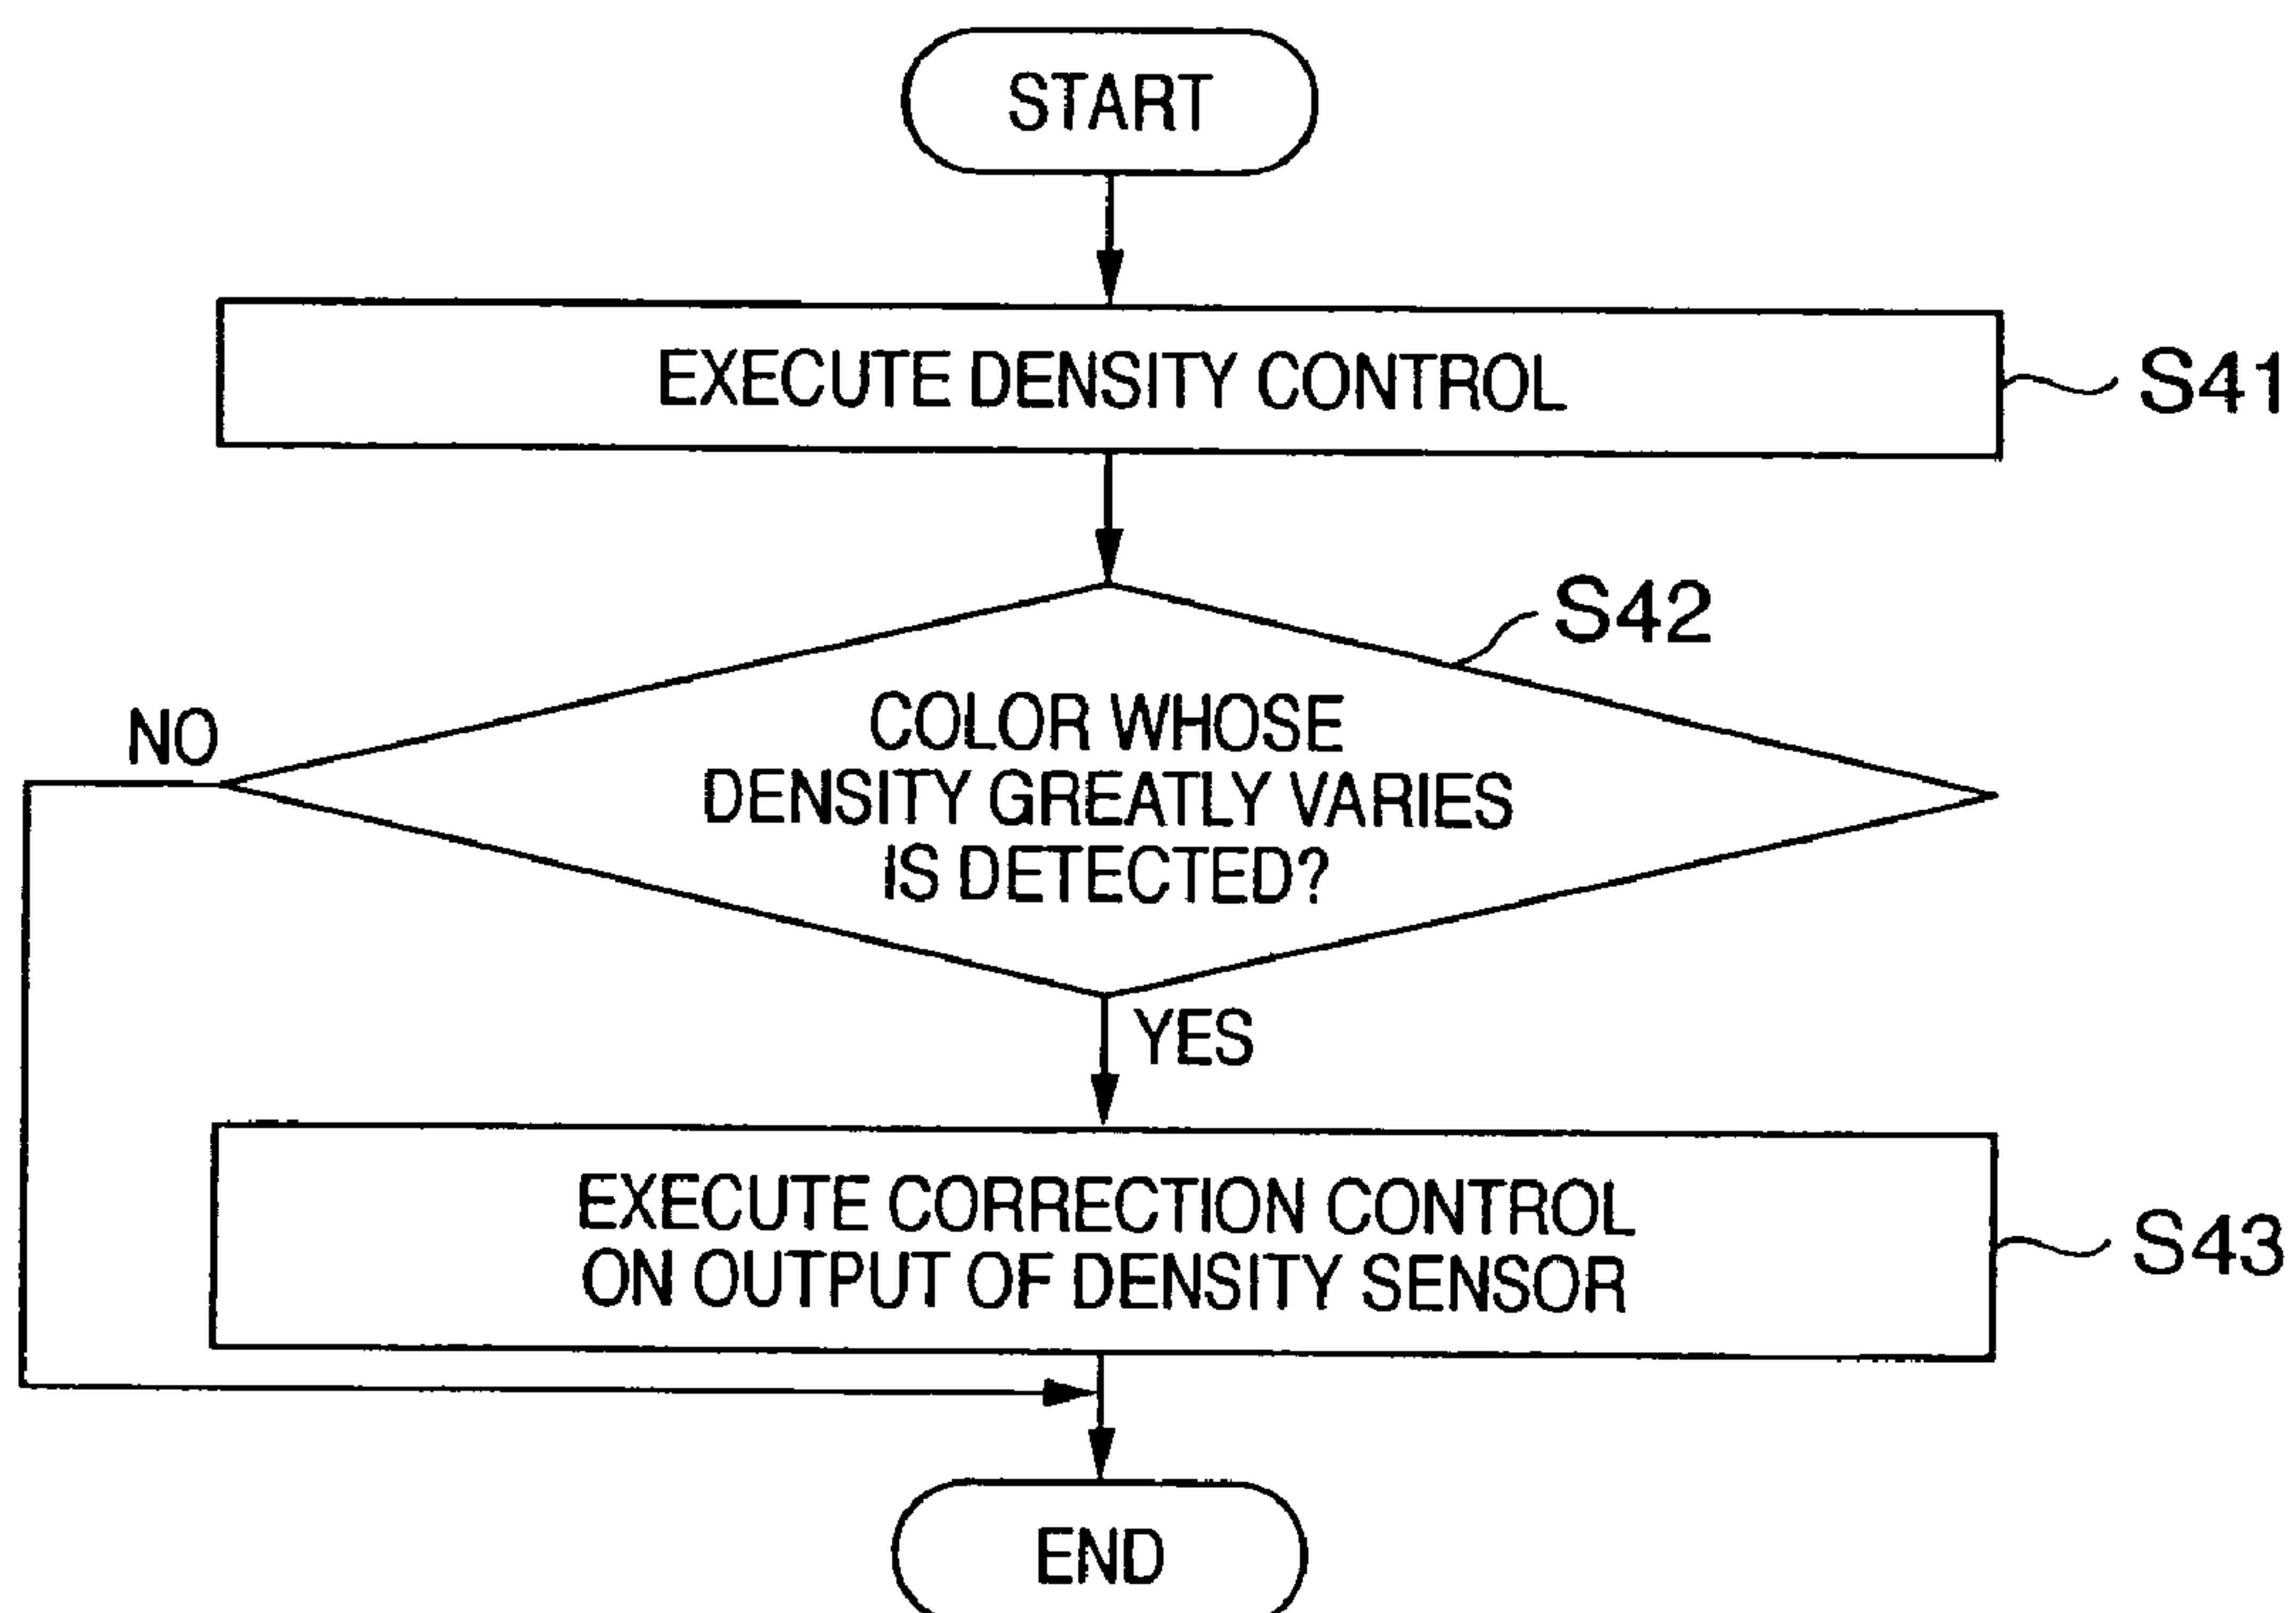 START
EXECUTE DENSITY CONTROL
S41
S42
COLOR WHOSE
DENSITY GREATLY VARIES
IS DETECTED?
NO
YES
EXECUTE CORRECTION CONTROL
ON OUTPUT OF DENSITY SENSOR
S43
END